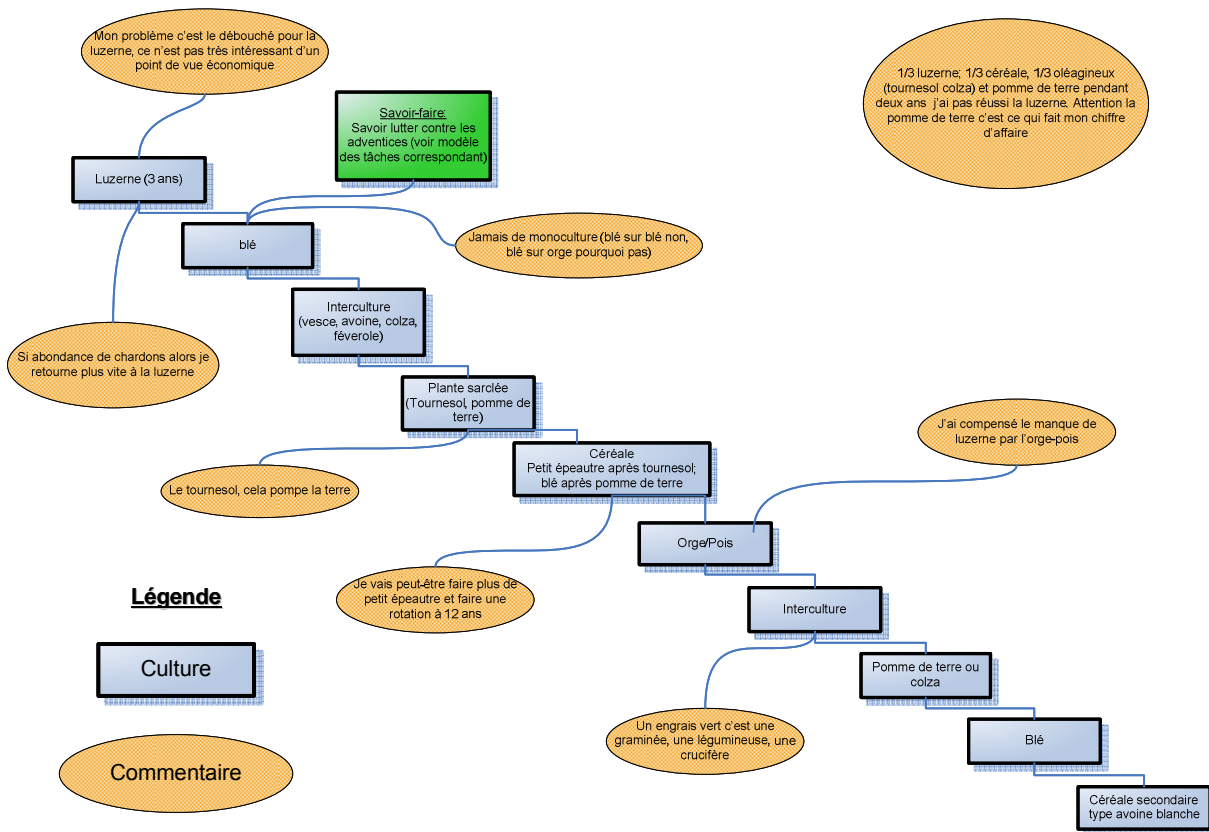 Mon problème c'est le débouché pour la
luzerne, ce n'est pas très intéressant d'un
point de vue économique
1/3 luzerne; 1/3 céréale, 1/3 oléagineux
(tournesol colza) et pomme de terre pendant
deux ans j'ai pas réussi la luzerne. Attention la
pomme de terre c'est ce qui fait mon chiffre
d'affaire
Savoir-faire:
Savoir lutter contre les
adventices (voir modèle
des tâches correspondant)
Luzerne (3 ans)
blé
Jamais de monoculture (blé sur blé non,
blé sur orge pourquoi pas)
Interculture
(vesce, avoine, colza,
féverole)
Si abondance de chardons alors je
retourne plus vite à la luzerne
Plante sarclée
(Tournesol, pomme de
terre)
J'ai compensé le manque de
luzerne par l'orge-pois
Céréale
Petit épeautre après tournesol;
blé après pomme de terre
Le tournesol, cela pompe la terre
Orge/Pois
Je vais peut-être faire plus de
petit épeautre et faire une
rotation à 12 ans
Interculture
Légende
Culture
Pomme de terre ou
colza
Un engrais vert c'est une
graminée, une légumineuse, une
crucifère
Blé
Commentaire
Céréale secondaire
type avoine blanche